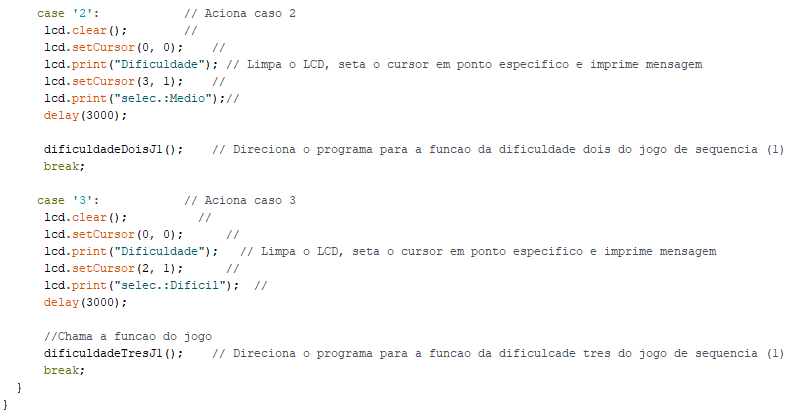 case '2':            // Aciona caso 2
lcd.clear();        //
lcd.setCursor(0, 0);    //
lcd.print("Dificuldade"); // Limpa o LCD, seta o cursor em ponto especifico e imprime mensagem
lcd.setCursor(3, 1);    //
lcd.print("selec.:Medio");//
delay(3000);
dificuldadeDoisJ1();    // Direciona o programa para a funcao da dificuldade dois do jogo de sequencia (1)
break;
case '3':            // Aciona caso 3
lcd.clear();          //
lcd.setCursor(0, 0);      //
lcd.print("Dificuldade");   // Limpa o LCD, seta o cursor em ponto especifico e imprime mensagem
lcd.setCursor(2, 1);      //
lcd.print("selec.:Dificil");  //
delay(3000);
//Chama a funcao do jogo
dificuldadeTresJ1();    // Direciona o programa para a funcao da dificulcade tres do jogo de sequencia (1)
break;
}
}